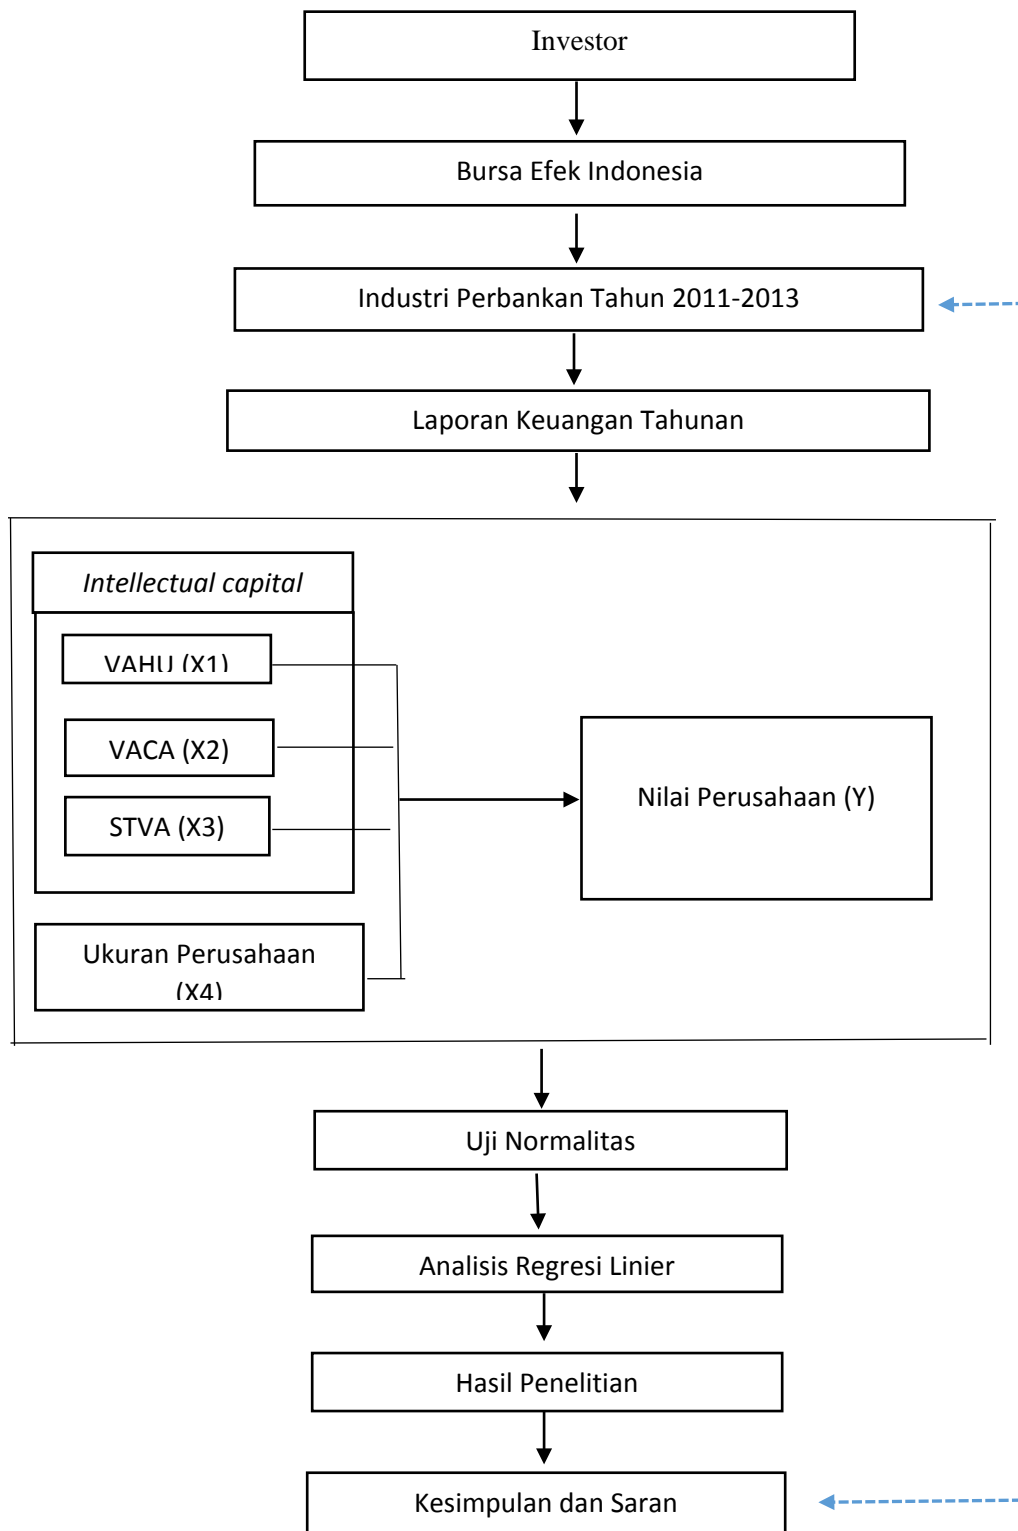 Investor
Bursa Efek Indonesia
Industri Perbankan Tahun 2011-2013
Laporan Keuangan Tahunan
Intellectual capital
VAHU (X1)
VACA (X2)
STVA (X3)
Nilai Perusahaan (Y)
Ukuran Perusahaan
(X4)
Uji Normalitas
Analisis Regresi Linier
Hasil Penelitian
Kesimpulan dan Saran